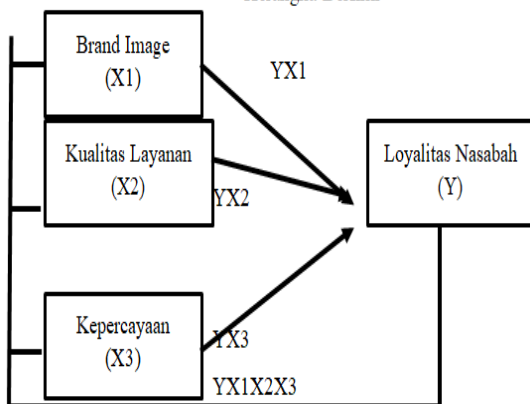 Brand Image
(X1)
YX1
Kualitas Layanan
(X2)
YX2
Loyalitas Nasabah
(Y)
Kepercayaan
(X3)
YX3
YX1X2X3